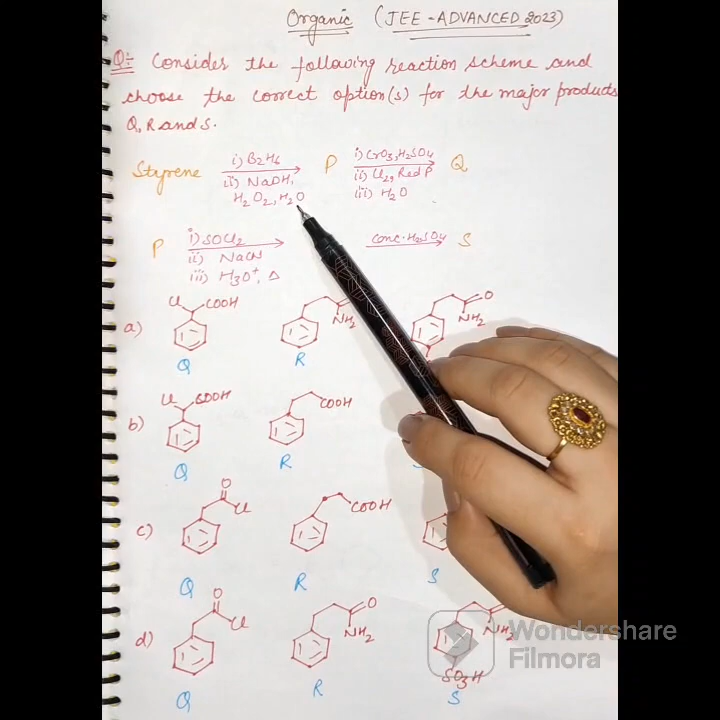 Organic (JEE-ADVANCED 2023)
Q:- Consider the following reaction scheme and
choose the correct option(s) for the major products
Q, R and S.
Styrene i) B2H6 P i) CrO3, H2SO4 Q
ii) NaOH, ii) Cl2, Red P
H2O2, H2O iii) H2O
P i) SOCl2 conc. H2SO4 S
ii) NaCN
iii) H3O+, Δ
a) Cl COOH NH2 O NH2
Q R
b) Cl COOH COOH
Q R
c) O Cl COOH
Q R S
d) O Cl O NH2 NH2
SO3H
Q R S
Wondershare
Filmora